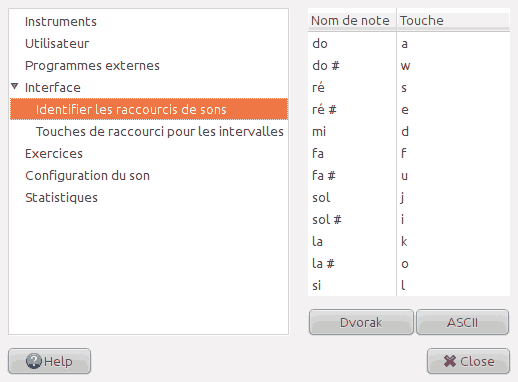 Instruments
Utilisateur
Programmes externes
Interface
Identifier les raccourcis de sons
Touches de raccourci pour les intervalles
Exercices
Configuration du son
Statistiques
Nom de note Touche
do a
do # w
ré s
ré # e
mi d
fa f
fa # u
sol j
sol # i
la k
la # o
si l
Dvorak ASCII
Help Close